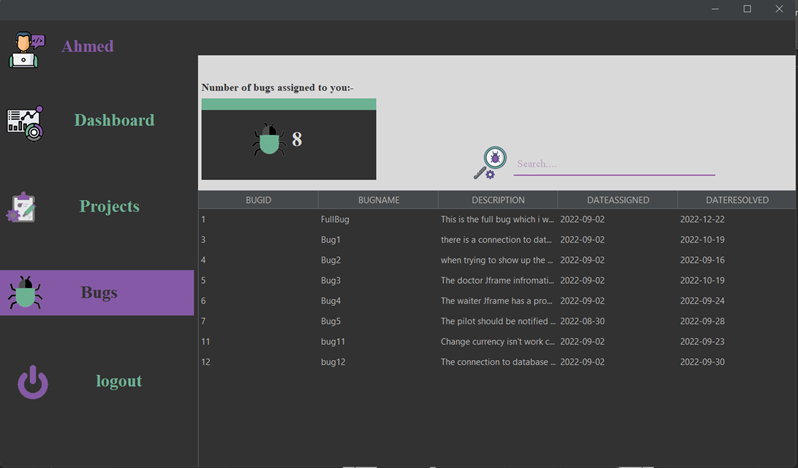 Ahmed
Dashboard
Projects
Bugs
logout
Number of bugs assigned to you:-
8
Search....
BUGID BUGNAME DESCRIPTION DATEASSIGNED DATERESOLVED
1 FullBug This is the full bug which i w... 2022-09-02 2022-12-22
3 Bug1 there is a connection to dat... 2022-09-02 2022-10-19
4 Bug2 when trying to show up the ... 2022-09-02 2022-09-16
5 Bug3 The doctor Jframe infromati... 2022-09-02 2022-10-19
6 Bug4 The waiter Jframe has a pro... 2022-09-02 2022-09-24
7 Bug5 The pilot should be notified ... 2022-08-30 2022-09-28
11 bug11 Change currency isn't work c... 2022-09-02 2022-09-23
12 bug12 The connection to database ... 2022-09-02 2022-09-30